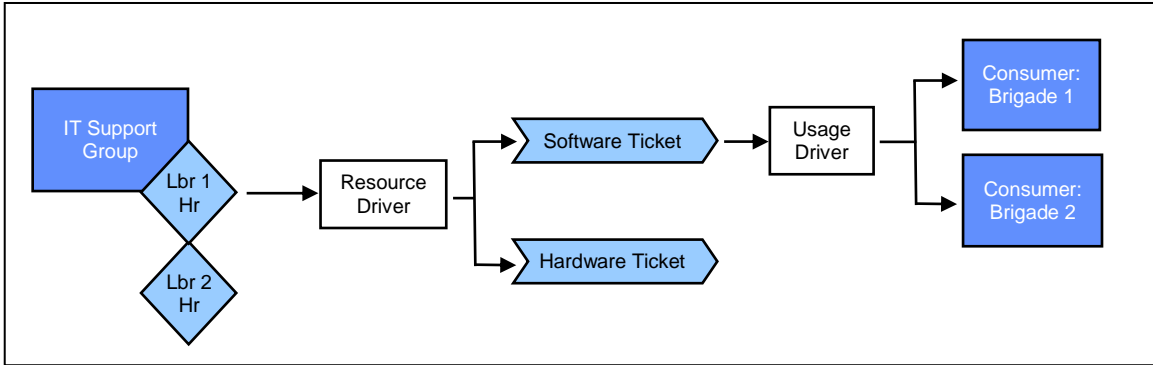 IT Support
Group
Lbr 1
Hr
Lbr 2
Hr
Resource
Driver
Software Ticket
Hardware Ticket
Usage
Driver
Consumer:
Brigade 1
Consumer:
Brigade 2